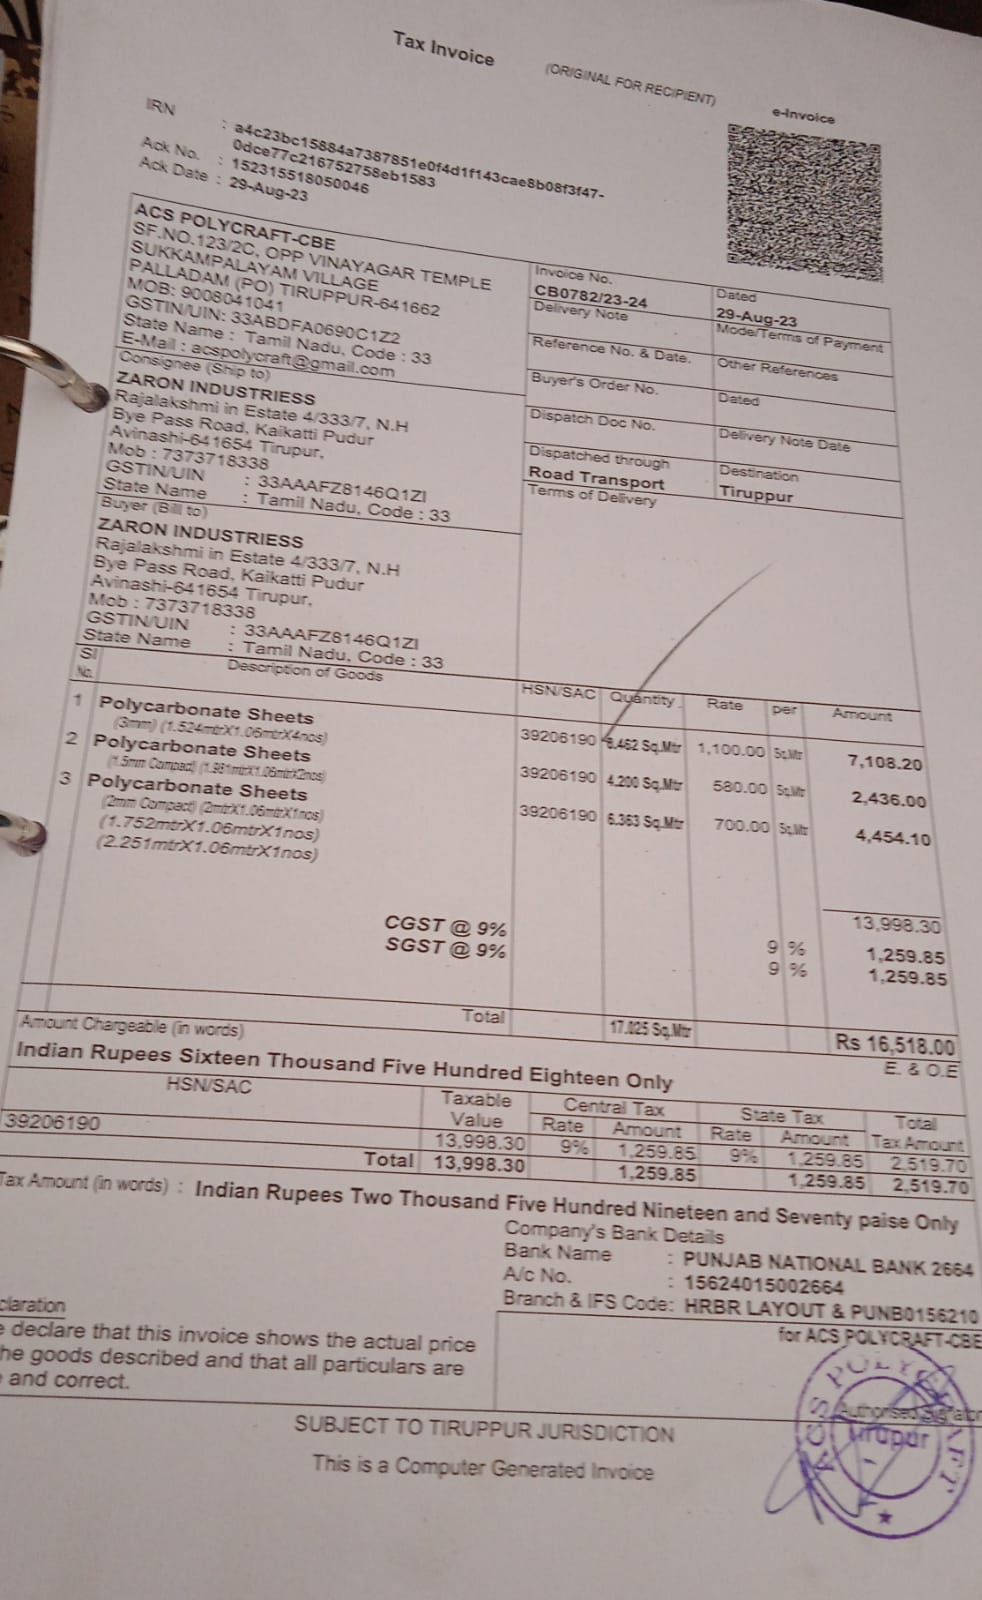 Tax Invoice
(ORIGINAL FOR RECIPIENT)
e-Invoice
IRN : a4c23bc15884a7387851e0f4d1f143cae8b08f3f47-
0dce77c216752758eb1583
Ack No. : 152315518050046
Ack Date : 29-Aug-23
ACS POLYCRAFT-CBE
SF.NO.123/2C, OPP VINAYAGAR TEMPLE
SUKKAMPALAYAM VILLAGE
PALLADAM (PO) TIRUPPUR-641662
MOB: 9008041041
GSTIN/UIN: 33ABDFA0690C1Z2
State Name : Tamil Nadu, Code : 33
E-Mail : acspolycraft@gmail.com
Invoice No. Dated
CB0782/23-24 29-Aug-23
Delivery Note Mode/Terms of Payment
Reference No. & Date. Other References
Buyer's Order No. Dated
Dispatch Doc No. Delivery Note Date
Dispatched through Destination
Road Transport Tiruppur
Terms of Delivery
Consignee (Ship to)
ZARON INDUSTRIESS
Rajalakshmi in Estate 4/333/7, N.H
Bye Pass Road, Kaikatti Pudur
Avinashi-641654 Tirupur,
Mob : 7373718338
GSTIN/UIN : 33AAAFZ8146Q1ZI
State Name : Tamil Nadu, Code : 33
Buyer (Bill to)
ZARON INDUSTRIESS
Rajalakshmi in Estate 4/333/7, N.H
Bye Pass Road, Kaikatti Pudur
Avinashi-641654 Tirupur,
Mob : 7373718338
GSTIN/UIN : 33AAAFZ8146Q1ZI
State Name : Tamil Nadu, Code : 33
Sl No. Description of Goods HSN/SAC Quantity Rate per Amount
1 Polycarbonate Sheets 39206190 6.462 Sq.Mtr 1,100.00 Sq.Mtr 7,108.20
(3mm) (1.524mtrX1.06mtrX4nos)
2 Polycarbonate Sheets 39206190 4.200 Sq.Mtr 580.00 Sq.Mtr 2,436.00
(1.5mm Compact) (1.981mtrX1.06mtrX2nos)
3 Polycarbonate Sheets 39206190 6.363 Sq.Mtr 700.00 Sq.Mtr 4,454.10
(2mm Compact) (2mtrX1.06mtrX1nos)
(1.752mtrX1.06mtrX1nos)
(2.251mtrX1.06mtrX1nos)
13,998.30
CGST @ 9% 9 % 1,259.85
SGST @ 9% 9 % 1,259.85
Total 17.025 Sq.Mtr Rs 16,518.00
Amount Chargeable (in words) E. & O.E
Indian Rupees Sixteen Thousand Five Hundred Eighteen Only
HSN/SAC Taxable Value Central Tax State Tax Total Tax Amount
Rate Amount Rate Amount
39206190 13,998.30 9% 1,259.85 9% 1,259.85 2,519.70
Total 13,998.30 1,259.85 1,259.85 2,519.70
Tax Amount (in words) : Indian Rupees Two Thousand Five Hundred Nineteen and Seventy paise Only
Company's Bank Details
Bank Name : PUNJAB NATIONAL BANK 2664
A/c No. : 15624015002664
Branch & IFS Code: HRBR LAYOUT & PUNB0156210
claration
e declare that this invoice shows the actual price
he goods described and that all particulars are
and correct.
for ACS POLYCRAFT-CBE
ACS POLYCRAFT
Tirupur
Authorised
SUBJECT TO TIRUPPUR JURISDICTION
This is a Computer Generated Invoice